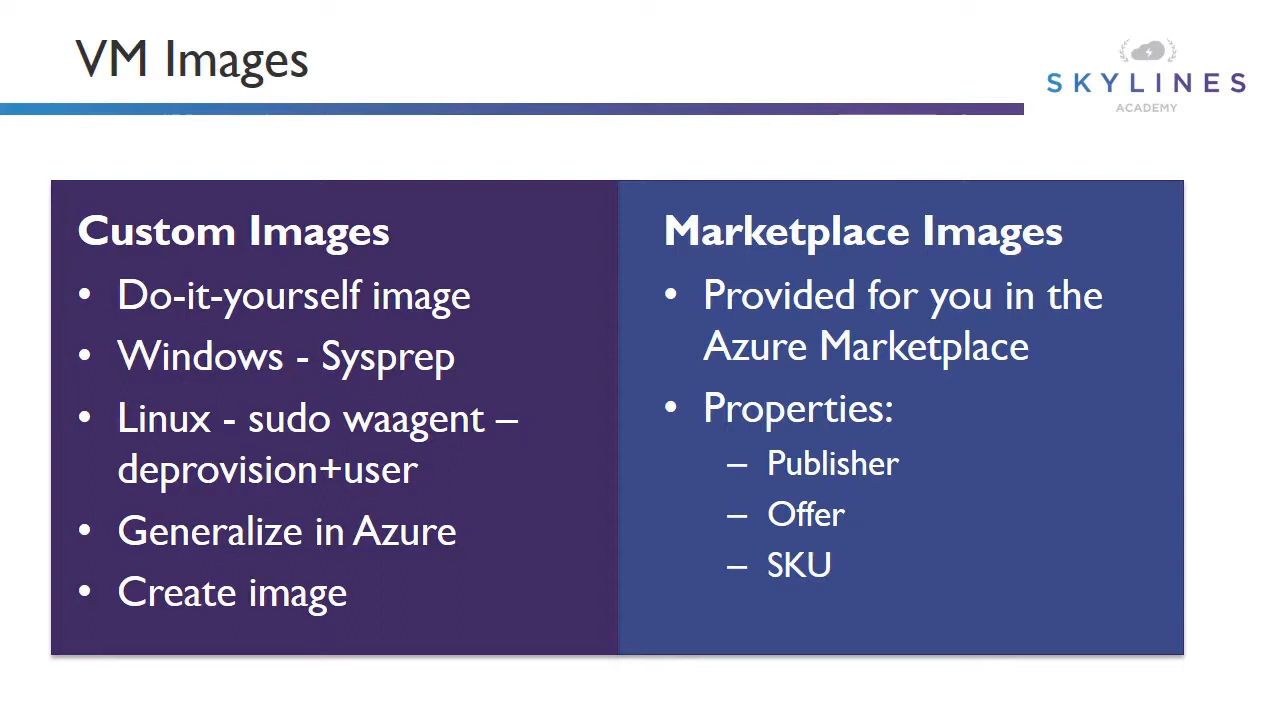 VM Images
SKYLINES
ACADEMY
Custom Images
• Do-it-yourself image
• Windows - Sysprep
• Linux - sudo waagent –
deprovision+user
• Generalize in Azure
• Create image
Marketplace Images
• Provided for you in the
Azure Marketplace
• Properties:
– Publisher
– Offer
– SKU